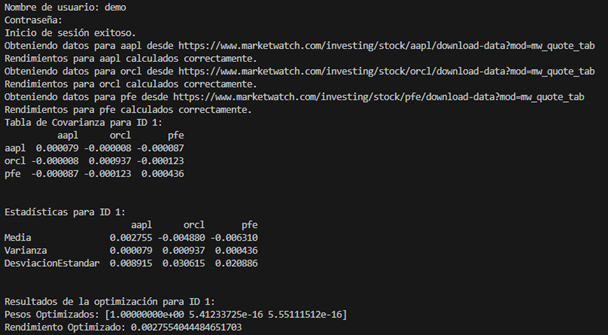 Nombre de usuario: demo
Contraseña:
Inicio de sesión exitoso.
Obteniendo datos para aapl desde https://www.marketwatch.com/investing/stock/aapl/download-data?mod=mw_quote_tab
Rendimientos para aapl calculados correctamente.
Obteniendo datos para orcl desde https://www.marketwatch.com/investing/stock/orcl/download-data?mod=mw_quote_tab
Rendimientos para orcl calculados correctamente.
Obteniendo datos para pfe desde https://www.marketwatch.com/investing/stock/pfe/download-data?mod=mw_quote_tab
Rendimientos para pfe calculados correctamente.
Tabla de Covarianza para ID 1:
aapl orcl pfe
aapl 0.000079 -0.000008 -0.000087
orcl -0.000008 0.000937 -0.000123
pfe -0.000087 -0.000123 0.000436
Estadísticas para ID 1:
aapl orcl pfe
Media 0.002755 -0.004880 -0.006310
Varianza 0.000079 0.000937 0.000436
DesviacionEstandar 0.008915 0.030615 0.020886
Resultados de la optimización para ID 1:
Pesos Optimizados: [1.00000000e+00 5.41233725e-16 5.55111512e-16]
Rendimiento Optimizado: 0.0027554044484651703